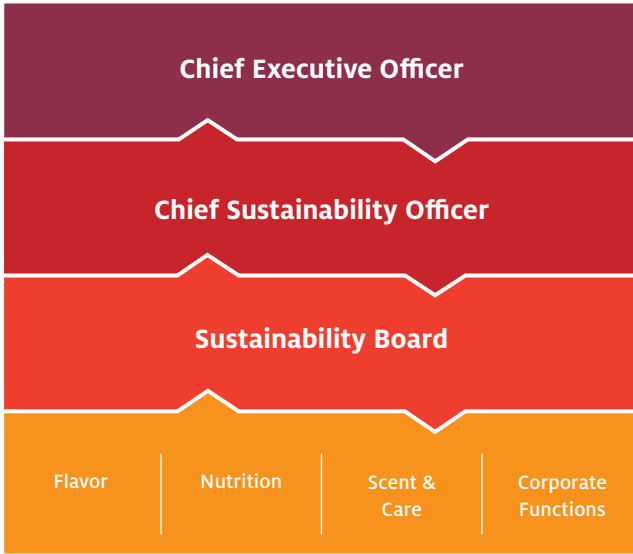 Chief Executive Officer
Chief Sustainability Officer
Sustainability Board
Flavor
Nutrition
Scent &
Care
Corporate
Functions